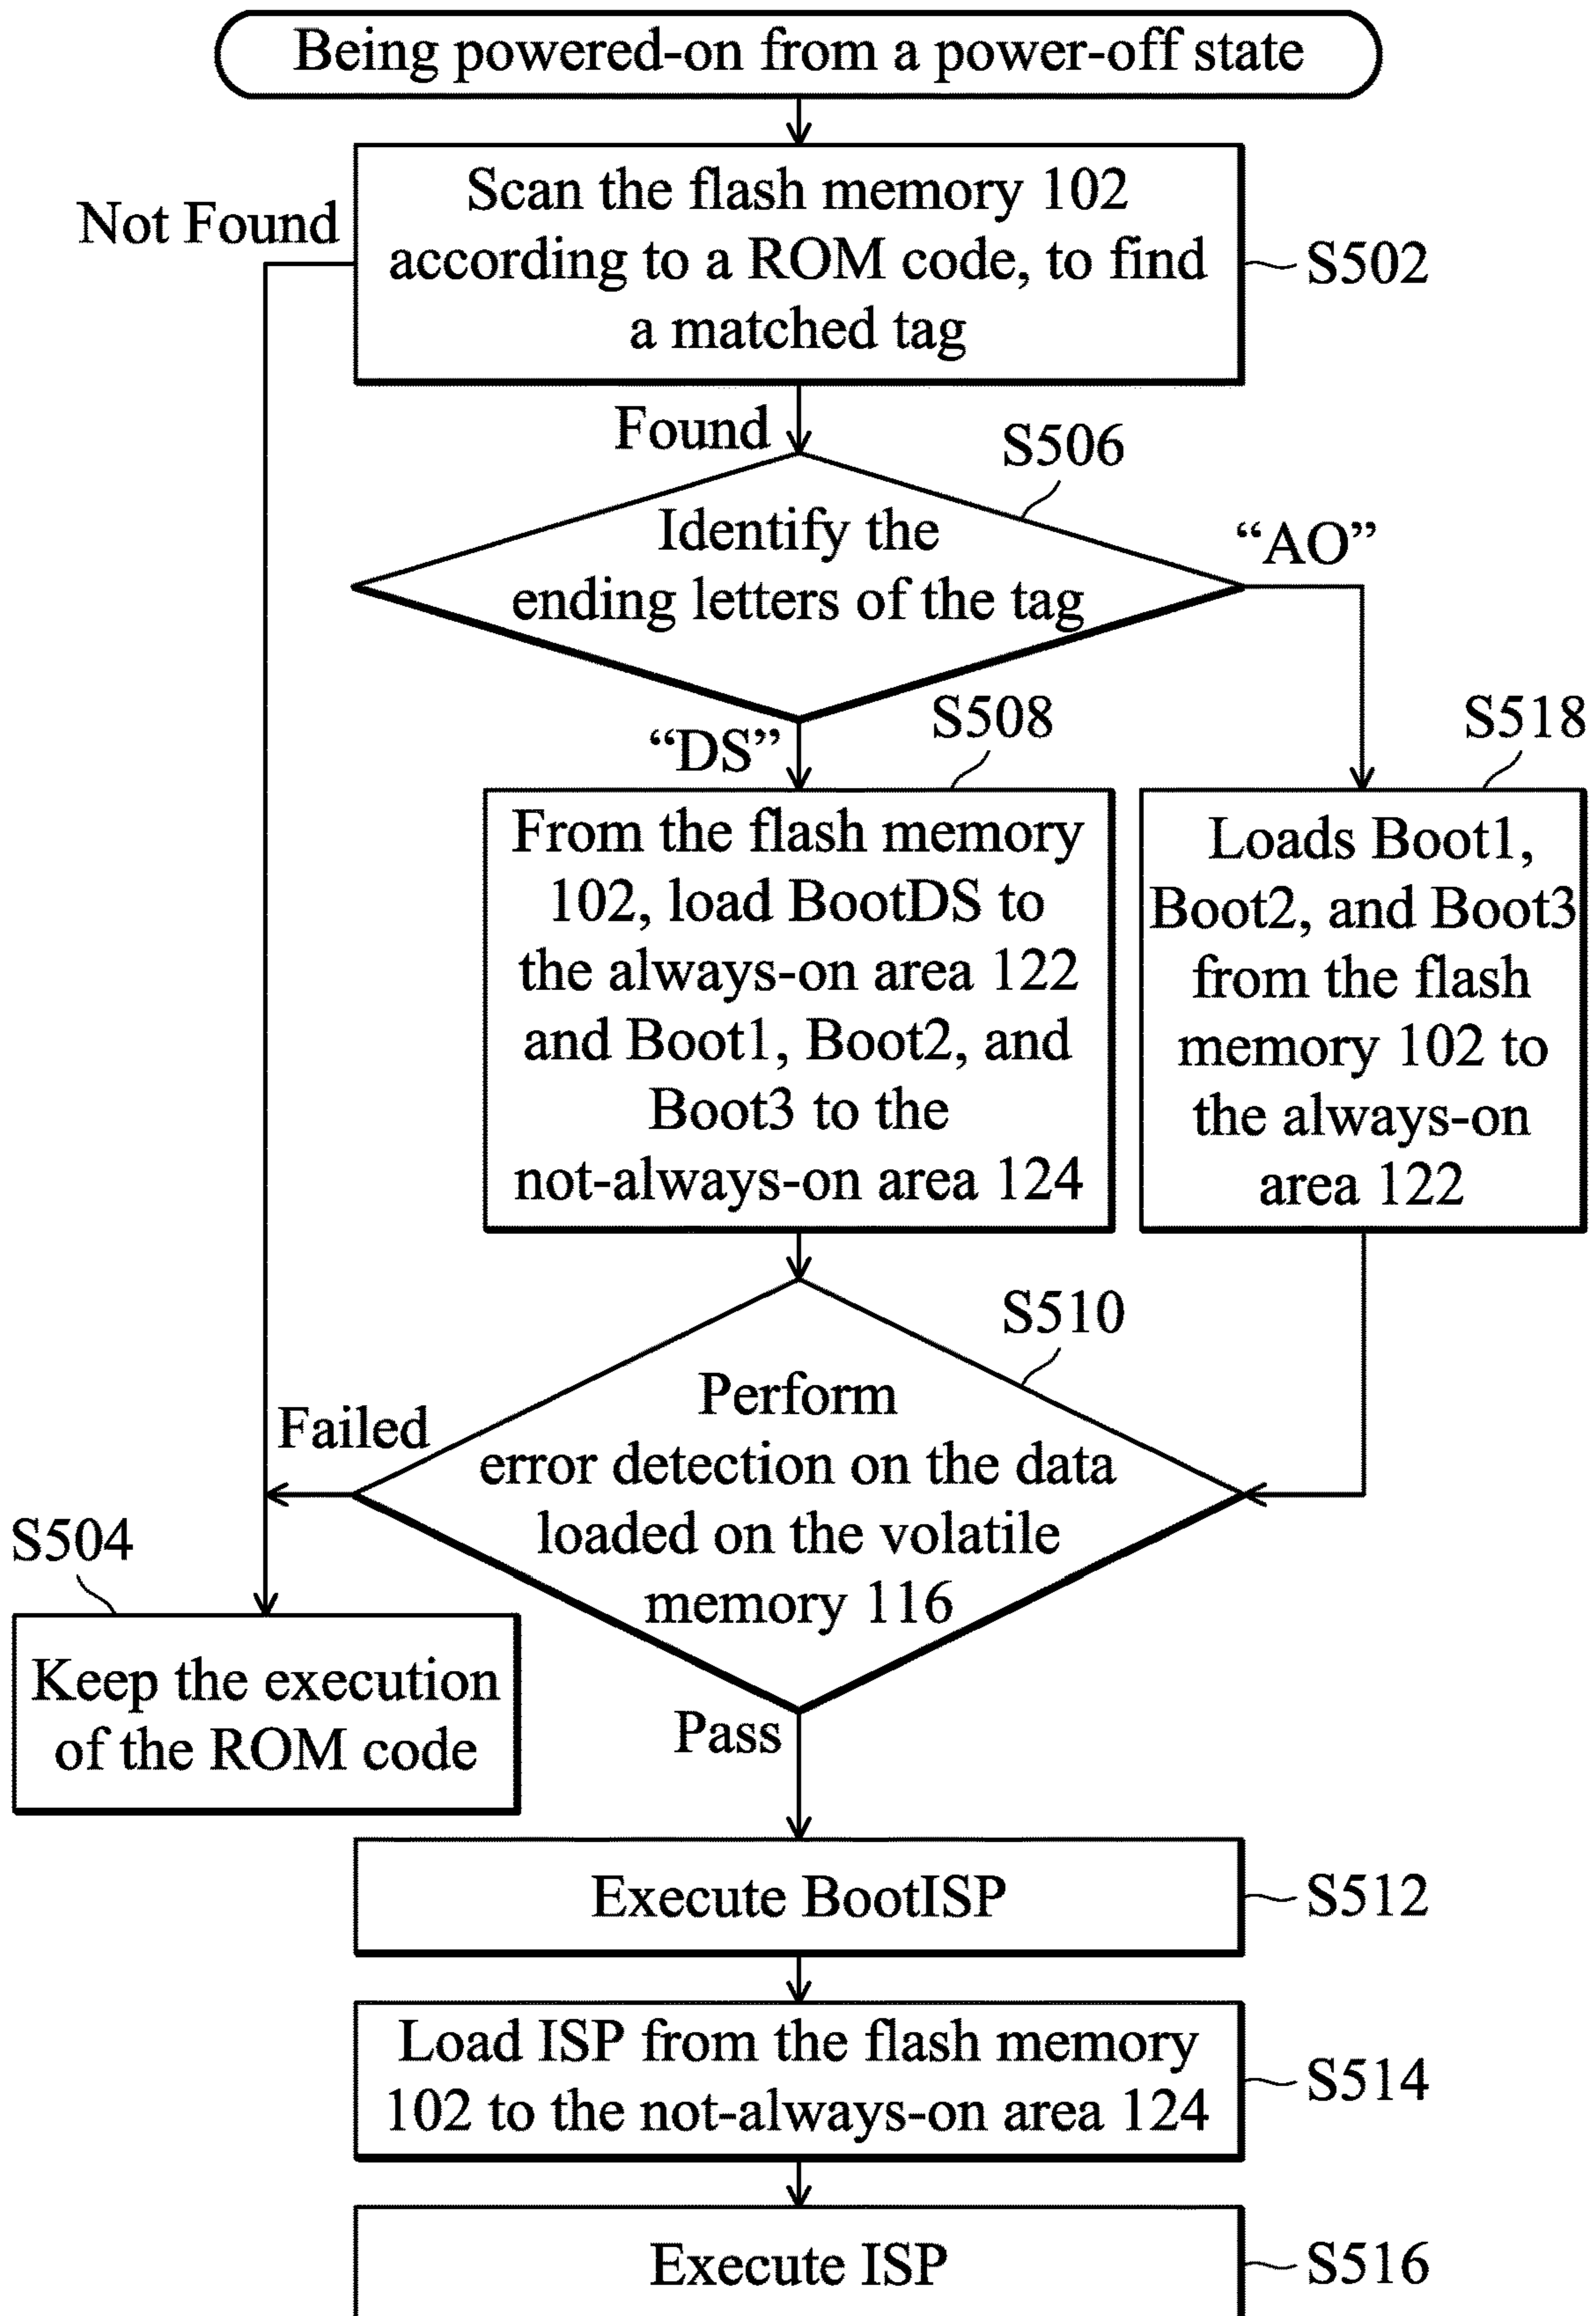 Being powered-on from a power-off state
Scan the flash memory 102
according to a ROM code, to find
a matched tag
S502
Not Found
Found
S506
Identify the
ending letters of the tag
“AO”
“DS”
S508
From the flash memory
102, load BootDS to
the always-on area 122
and Boot1, Boot2, and
Boot3 to the
not-always-on area 124
S518
Loads Boot1,
Boot2, and Boot3
from the flash
memory 102 to
the always-on
area 122
S510
Perform
error detection on the data
loaded on the volatile
memory 116
Failed
S504
Keep the execution
of the ROM code
Pass
Execute BootISP
S512
Load ISP from the flash memory
102 to the not-always-on area 124
S514
Execute ISP
S516